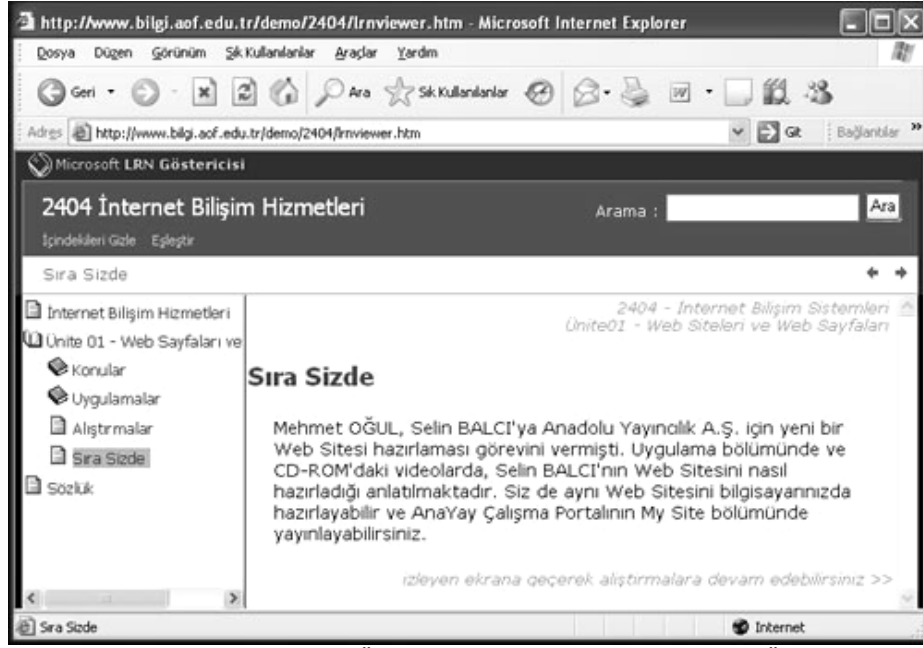 http://www.bilgi.aof.edu.tr/demo/2404/lrnviewer.htm - Microsoft Internet Explorer
Dosya Düzen Görünüm Sık Kullanılanlar Araçlar Yardım
Geri Ara Sık Kullanılanlar
Adres http://www.bilgi.aof.edu.tr/demo/2404/lrnviewer.htm Git Bağlantılar »
Microsoft LRN Göstericisi
2404 İnternet Bilişim Hizmetleri
Arama : Ara
İçindekileri Gizle Eşleştir
Sıra Sizde
İnternet Bilişim Hizmetleri
Ünite 01 - Web Sayfaları ve
Konular
Uygulamalar
Alıştırmalar
Sıra Sizde
Sözlük
2404 - İnternet Bilişim Sistemleri
Ünite01 - Web Siteleri ve Web Sayfaları
Sıra Sizde
Mehmet OĞUL, Selin BALCI'ya Anadolu Yayıncılık A.Ş. için yeni bir
Web Sitesi hazırlaması görevini vermişti. Uygulama bölümünde ve
CD-ROM'daki videolarda, Selin BALCI'nın Web Sitesini nasıl
hazırladığı anlatılmaktadır. Siz de aynı Web Sitesini bilgisayarınızda
hazırlayabilir ve AnaYay Çalışma Portalının My Site bölümünde
yayınlayabilirsiniz.
izleyen ekrana geçerek alıştırmalara devam edebilirsiniz >>
Sıra Sizde Internet